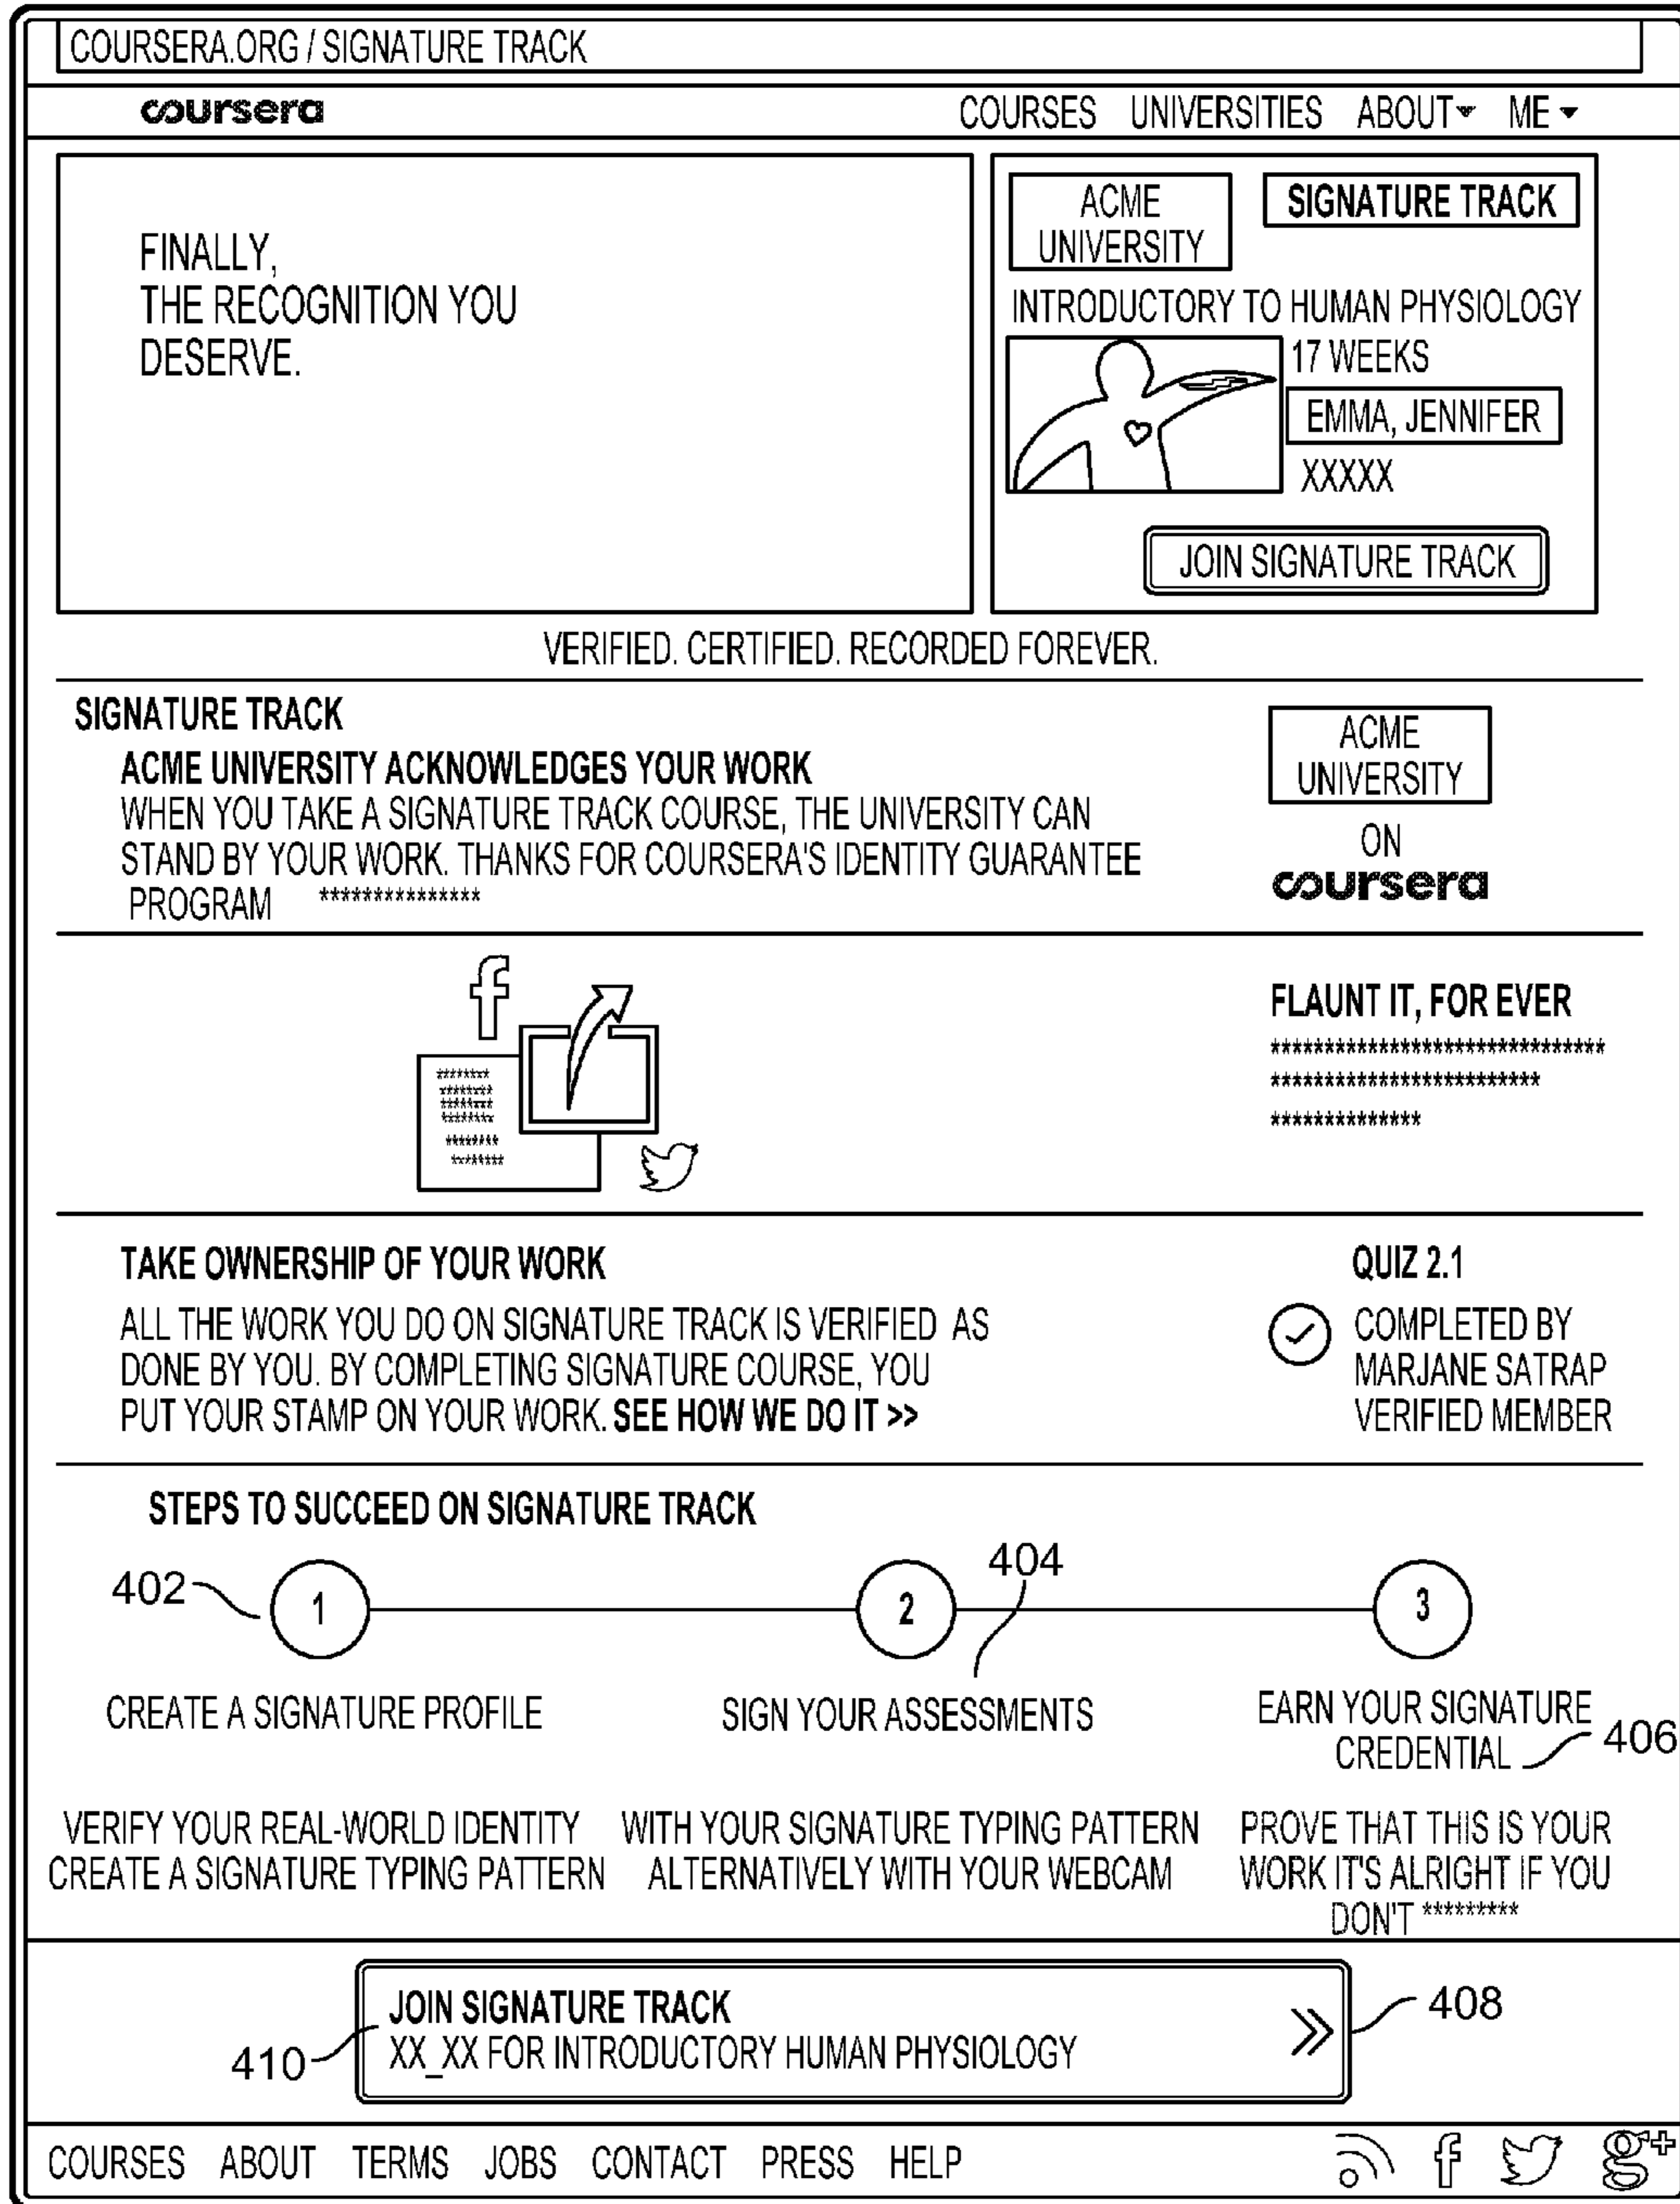 COURSERA.ORG / SIGNATURE TRACK
coursera
COURSES UNIVERSITIES ABOUT ME
FINALLY,
THE RECOGNITION YOU
DESERVE.
ACME
UNIVERSITY
SIGNATURE TRACK
INTRODUCTORY TO HUMAN PHYSIOLOGY
17 WEEKS
EMMA, JENNIFER
XXXXX
JOIN SIGNATURE TRACK
VERIFIED. CERTIFIED. RECORDED FOREVER.
SIGNATURE TRACK
ACME UNIVERSITY ACKNOWLEDGES YOUR WORK
WHEN YOU TAKE A SIGNATURE TRACK COURSE, THE UNIVERSITY CAN
STAND BY YOUR WORK. THANKS FOR COURSERA'S IDENTITY GUARANTEE
PROGRAM ***************
ACME
UNIVERSITY
ON
coursera
f
********
********
********
********
********
********
FLAUNT IT, FOR EVER
*******************************
*************************
**************
TAKE OWNERSHIP OF YOUR WORK
ALL THE WORK YOU DO ON SIGNATURE TRACK IS VERIFIED AS
DONE BY YOU. BY COMPLETING SIGNATURE COURSE, YOU
PUT YOUR STAMP ON YOUR WORK. SEE HOW WE DO IT >>
QUIZ 2.1
COMPLETED BY
MARJANE SATRAP
VERIFIED MEMBER
STEPS TO SUCCEED ON SIGNATURE TRACK
402
1
2
404
3
CREATE A SIGNATURE PROFILE
SIGN YOUR ASSESSMENTS
EARN YOUR SIGNATURE
CREDENTIAL
406
VERIFY YOUR REAL-WORLD IDENTITY
CREATE A SIGNATURE TYPING PATTERN
WITH YOUR SIGNATURE TYPING PATTERN
ALTERNATIVELY WITH YOUR WEBCAM
PROVE THAT THIS IS YOUR
WORK IT'S ALRIGHT IF YOU
DON'T *********
JOIN SIGNATURE TRACK
XX_XX FOR INTRODUCTORY HUMAN PHYSIOLOGY
»
408
410
COURSES ABOUT TERMS JOBS CONTACT PRESS HELP
f g+